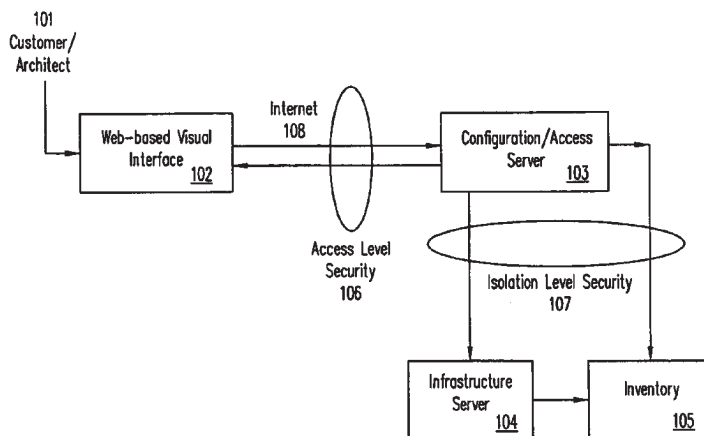 101
Customer/
Architect
Internet
108
Web-based Visual
Interface
102
Configuration/Access
Server
103
Access Level
Security
106
Isolation Level Security
107
Infrastructure
Server
104
Inventory
105